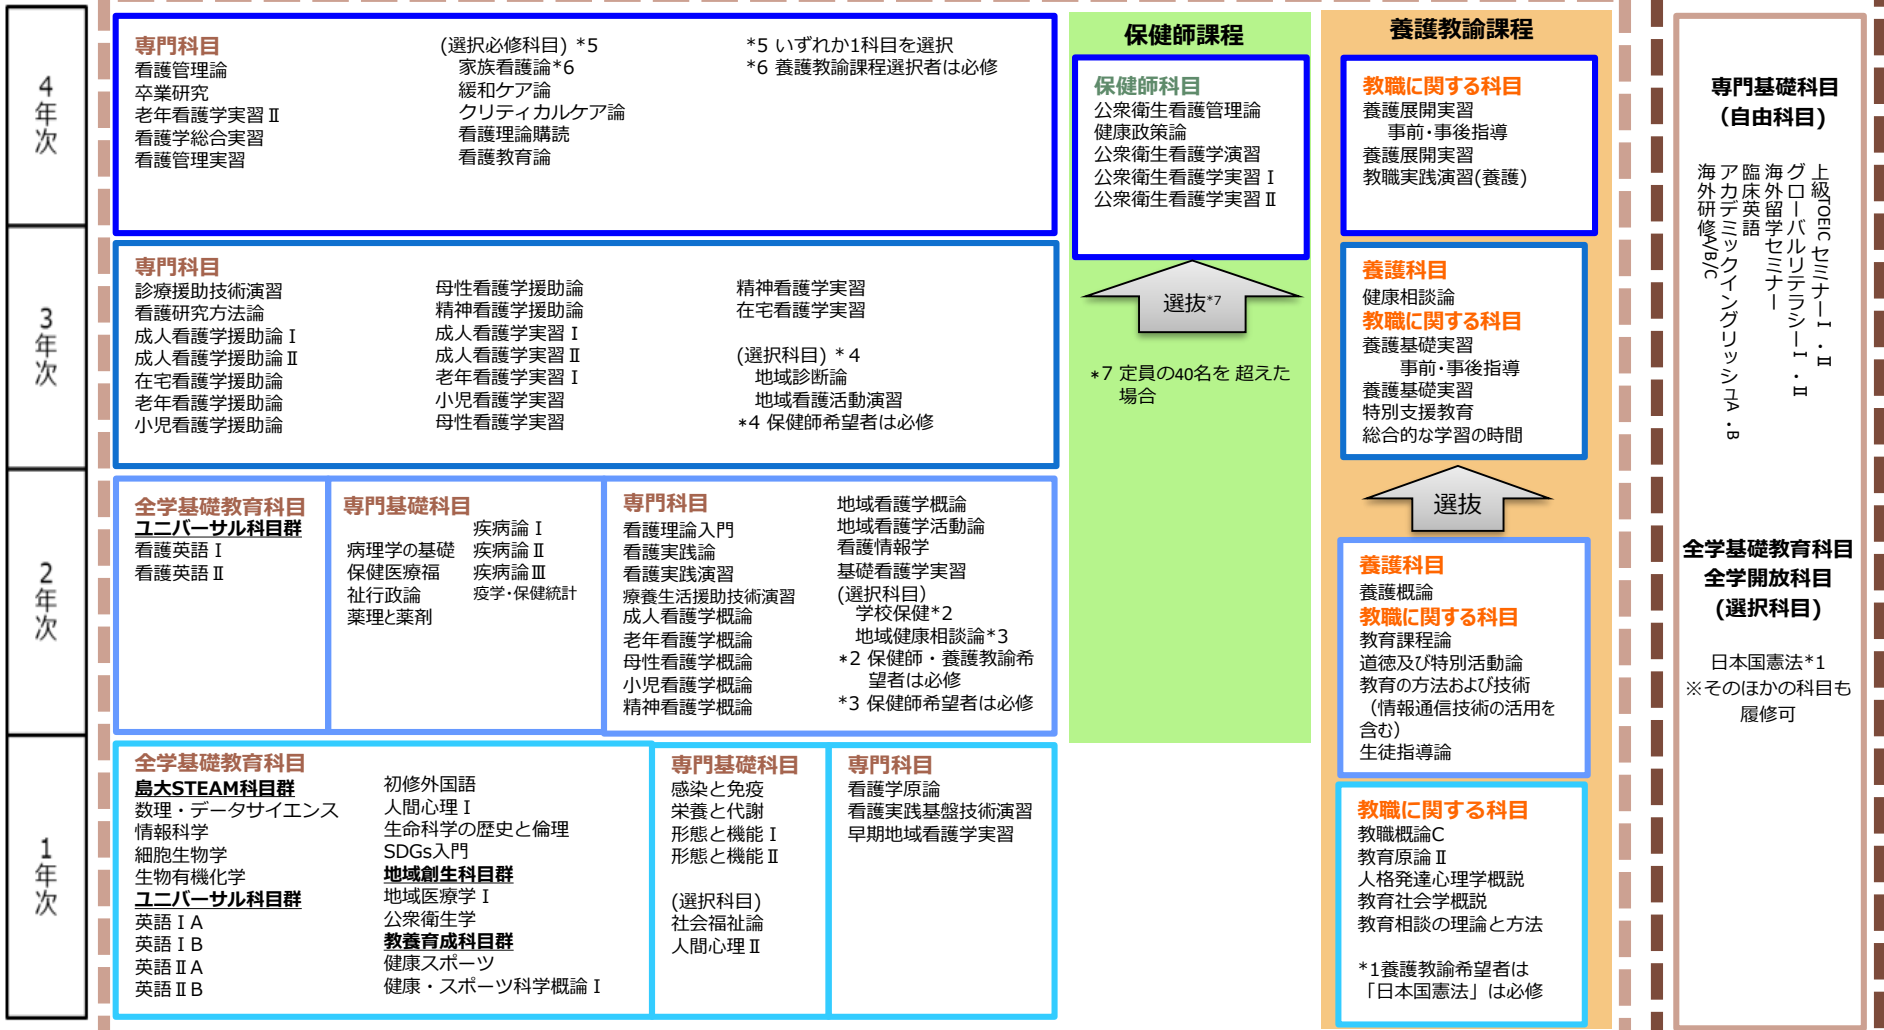 4年次
専門科目
看護管理論
卒業研究
老年看護学実習Ⅱ
看護学総合実習
看護管理実習
(選択必修科目) *5
家族看護論*6
緩和ケア論
クリティカルケア論
看護理論購読
看護教育論
*5 いずれか1科目を選択
*6 養護教諭課程選択者は必修
保健師課程
保健師科目
公衆衛生看護管理論
健康政策論
公衆衛生看護学演習
公衆衛生看護学実習Ⅰ
公衆衛生看護学実習Ⅱ
養護教諭課程
教職に関する科目
養護展開実習
事前・事後指導
養護展開実習
教職実践演習(養護)
3年次
専門科目
診療援助技術演習
看護研究方法論
成人看護学援助論Ⅰ
成人看護学援助論Ⅱ
在宅看護学援助論
老年看護学援助論
小児看護学援助論
母性看護学援助論
精神看護学援助論
成人看護学実習Ⅰ
成人看護学実習Ⅱ
老年看護学実習Ⅰ
小児看護学実習
母性看護学実習
精神看護学実習
在宅看護学実習
(選択科目) *4
地域診断論
地域看護活動演習
*4 保健師希望者は必修
選抜*7
*7 定員の40名を 超えた
場合
養護科目
健康相談論
教職に関する科目
養護基礎実習
事前・事後指導
養護基礎実習
特別支援教育
総合的な学習の時間
選抜
2年次
全学基礎教育科目
ユニバーサル科目群
看護英語Ⅰ
看護英語Ⅱ
専門基礎科目
病理学の基礎
保健医療福
祉行政論
薬理と薬剤
疾病論Ⅰ
疾病論Ⅱ
疾病論Ⅲ
疫学・保健統計
専門科目
看護理論入門
看護実践論
看護実践演習
療養生活援助技術演習
成人看護学概論
老年看護学概論
母性看護学概論
小児看護学概論
精神看護学概論
地域看護学概論
地域看護学活動論
看護情報学
基礎看護学実習
(選択科目)
学校保健*2
地域健康相談論*3
*2 保健師・養護教諭希
望者は必修
*3 保健師希望者は必修
養護科目
養護概論
教職に関する科目
教育課程論
道徳及び特別活動論
教育の方法および技術
（情報通信技術の活用を
含む）
生徒指導論
1年次
全学基礎教育科目
島大STEAM科目群
数理・データサイエンス
情報科学
細胞生物学
生物有機化学
ユニバーサル科目群
英語ⅠA
英語ⅠB
英語ⅡA
英語ⅡB
初修外国語
人間心理Ⅰ
生命科学の歴史と倫理
SDGs入門
地域創生科目群
地域医療学Ⅰ
公衆衛生学
教養育成科目群
健康スポーツ
健康・スポーツ科学概論Ⅰ
専門基礎科目
感染と免疫
栄養と代謝
形態と機能Ⅰ
形態と機能Ⅱ
(選択科目)
社会福祉論
人間心理Ⅱ
専門科目
看護学原論
看護実践基盤技術演習
早期地域看護学実習
教職に関する科目
教職概論C
教育原論Ⅱ
人格発達心理学概説
教育社会学概説
教育相談の理論と方法
*1養護教諭希望者は
「日本国憲法」は必修
専門基礎科目
（自由科目）
上級TOEIC セミナーⅠ・Ⅱ
グローバルリテラシーⅠ・Ⅱ
海外留学セミナー
臨床英語
アカデミックイングリッシュA・B
海外研修A/B/C
全学基礎教育科目
全学開放科目
(選択科目)
日本国憲法*1
※そのほかの科目も
履修可